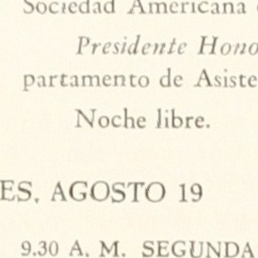 Sociedad Americana
Presidente Hono
partamento de Asiste
Noche libre.
ES, AGOSTO 19
9.30 A. M. SEGUNDA